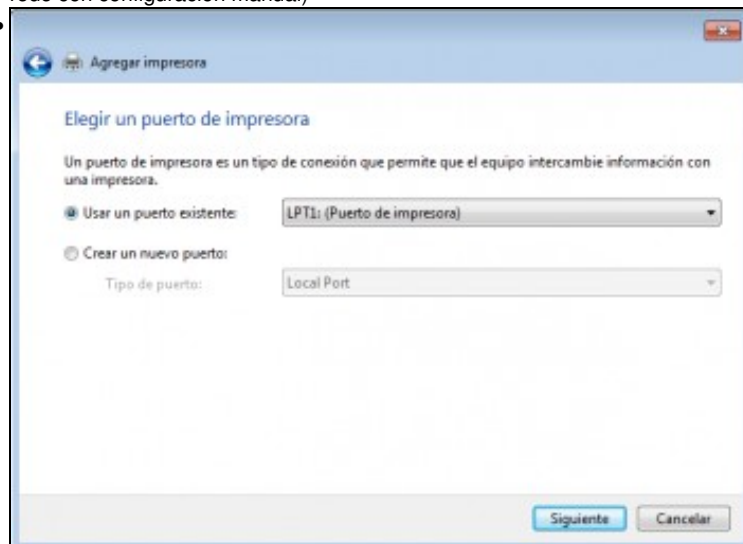 Agregar impresora
Elegir un puerto de impresora
Un puerto de impresora es un tipo de conexión que permite que el equipo intercambie información con
una impresora.
Usar un puerto existente: LPT1: (Puerto de impresora)
Crear un nuevo puerto:
Tipo de puerto: Local Port
Siguiente Cancelar